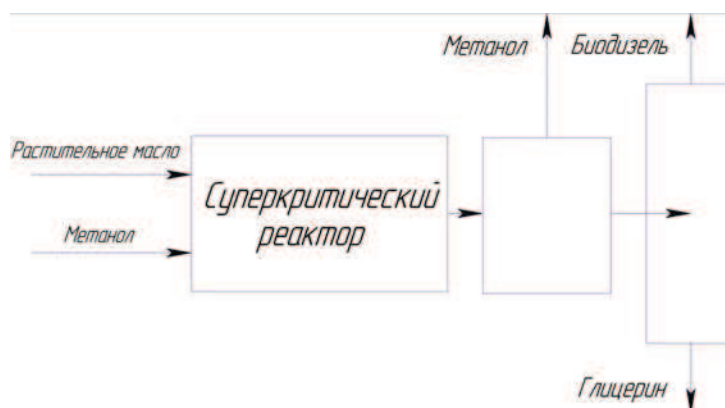 Метанол
Биодизель
Растительное масло
Суперкритический
реактор
Метанол
Глицерин